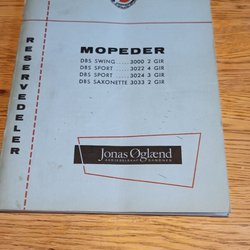 RESERVEDELER
MOPEDER
DBS SWING .... 3000 2 GIR
DBS SPORT ..... 3022 4 GIR
DBS SPORT ..... 3024 3 GIR
DBS SAXONETTE 3033 2 GIR
Jonas Øglænd
SANDNES